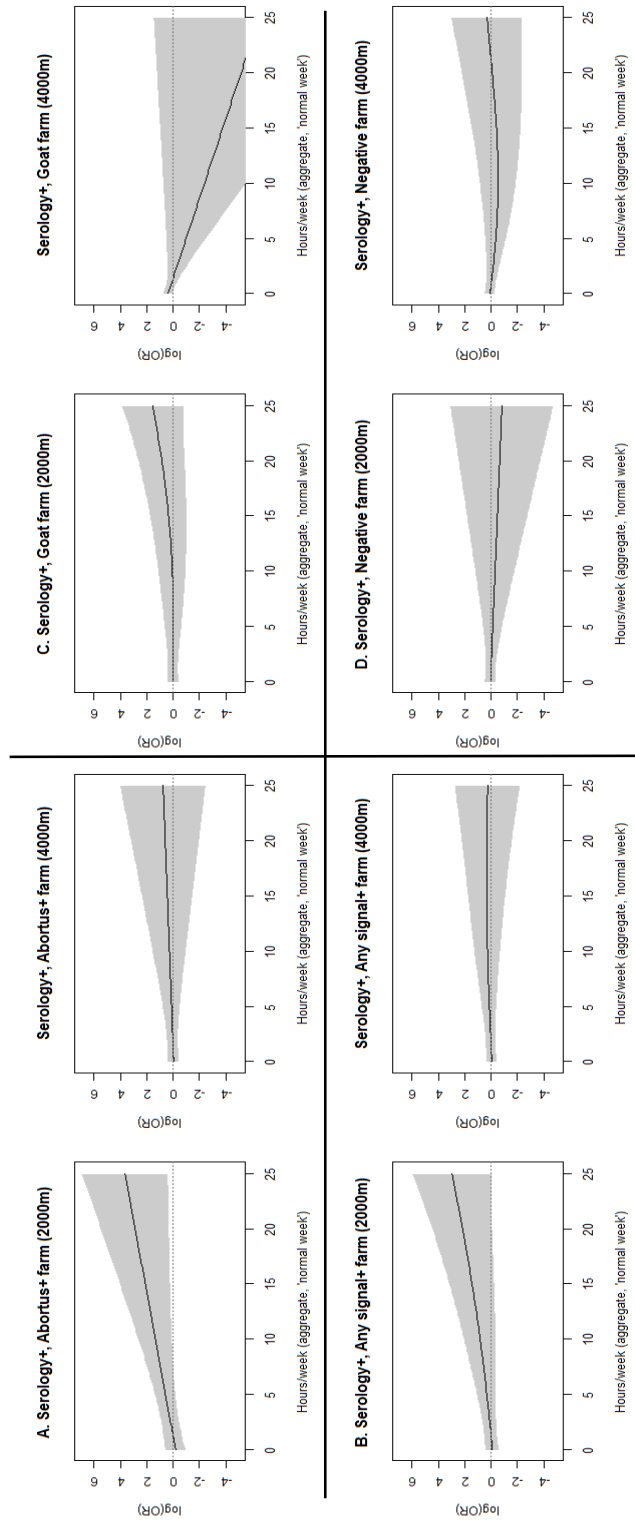 A. Serology+, Abortus+ farm (2000m)
log(OR)
6
4
2
0
-2
-4
0 5 10 15 20 25
Hours/week (aggregate, 'normal week')
Serology+, Abortus+ farm (4000m)
log(OR)
6
4
2
0
-2
-4
0 5 10 15 20 25
Hours/week (aggregate, 'normal week')
C. Serology+, Goat farm (2000m)
log(OR)
6
4
2
0
-2
-4
0 5 10 15 20 25
Hours/week (aggregate, 'normal week')
Serology+, Goat farm (4000m)
log(OR)
6
4
2
0
-2
-4
0 5 10 15 20 25
Hours/week (aggregate, 'normal week')
B. Serology+, Any signal+ farm (2000m)
log(OR)
6
4
2
0
-2
-4
0 5 10 15 20 25
Hours/week (aggregate, 'normal week')
Serology+, Any signal+ farm (4000m)
log(OR)
6
4
2
0
-2
-4
0 5 10 15 20 25
Hours/week (aggregate, 'normal week')
D. Serology+, Negative farm (2000m)
log(OR)
6
4
2
0
-2
-4
0 5 10 15 20 25
Hours/week (aggregate, 'normal week')
Serology+, Negative farm (4000m)
log(OR)
6
4
2
0
-2
-4
0 5 10 15 20 25
Hours/week (aggregate, 'normal week')